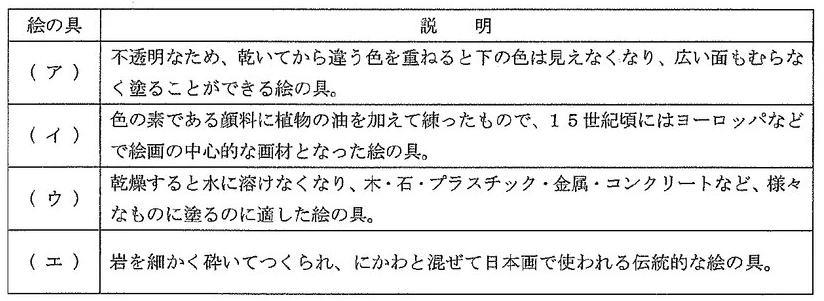 絵の具 説 明
(ア) 不透明なため、乾いてから違う色を重ねると下の色は見えなくなり、広い面もむらな
く塗ることができる絵の具。
(イ) 色の素である顔料に植物の油を加えて練ったもので、15世紀頃にはヨーロッパなど
で絵画の中心的な画材となった絵の具。
(ウ) 乾燥すると水に溶けなくなり、木・石・プラスチック・金属・コンクリートなど、様々
なものに塗るのに適した絵の具。
(エ) 岩を細かく砕いてつくられ、にかわと混ぜて日本画で使われる伝統的な絵の具。